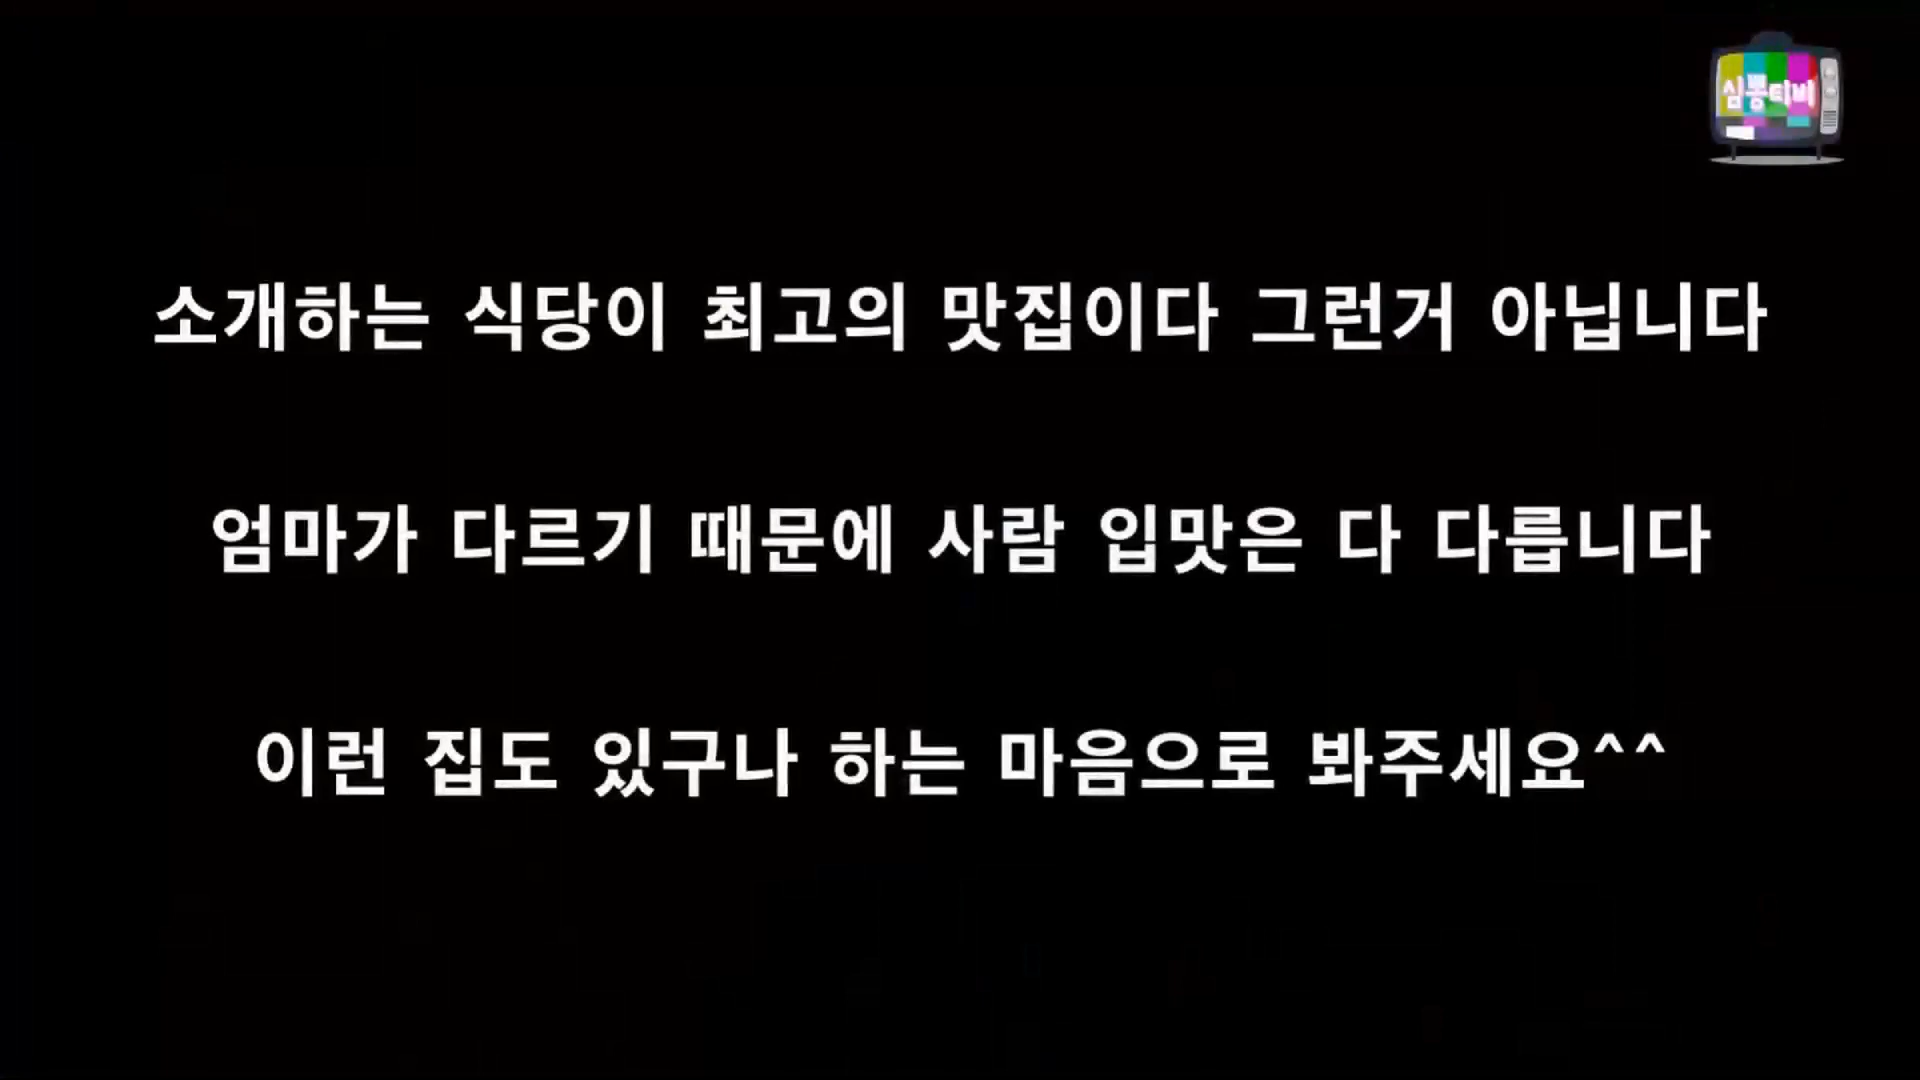 심뽕티비
소개하는 식당이 최고의 맛집이다 그런거 아닙니다
엄마가 다르기 때문에 사람 입맛은 다 다릅니다
이런 집도 있구나 하는 마음으로 봐주세요^^